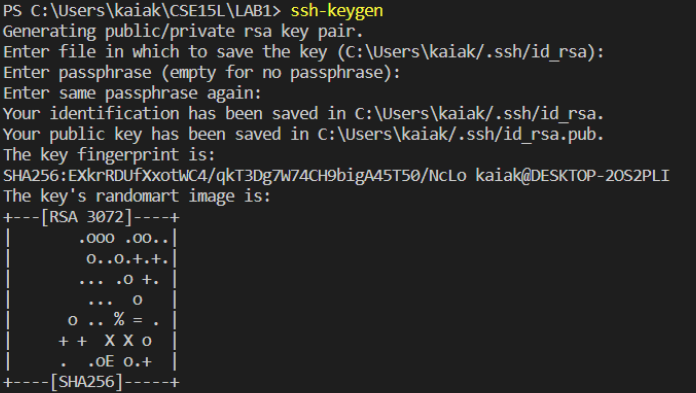 PS C:\Users\kaiak\CSE15L\LAB1> ssh-keygen
Generating public/private rsa key pair.
Enter file in which to save the key (C:\Users\kaiak/.ssh/id_rsa):
Enter passphrase (empty for no passphrase):
Enter same passphrase again:
Your identification has been saved in C:\Users\kaiak/.ssh/id_rsa.
Your public key has been saved in C:\Users\kaiak/.ssh/id_rsa.pub.
The key fingerprint is:
SHA256:EXkrRDUfXxotWC4/qkT3Dg7W74CH9bigA45T50/NcLo kaiak@DESKTOP-2OS2PLI
The key's randomart image is:
+---[RSA 3072]----+
|       .ooo .oo..|
|        o..o.+.+.|
|       ... .o +. |
|        ...  o   |
|      o .. % = . |
|     + +  X X o  |
|     .  .oE o.+  |
+----[SHA256]-----+